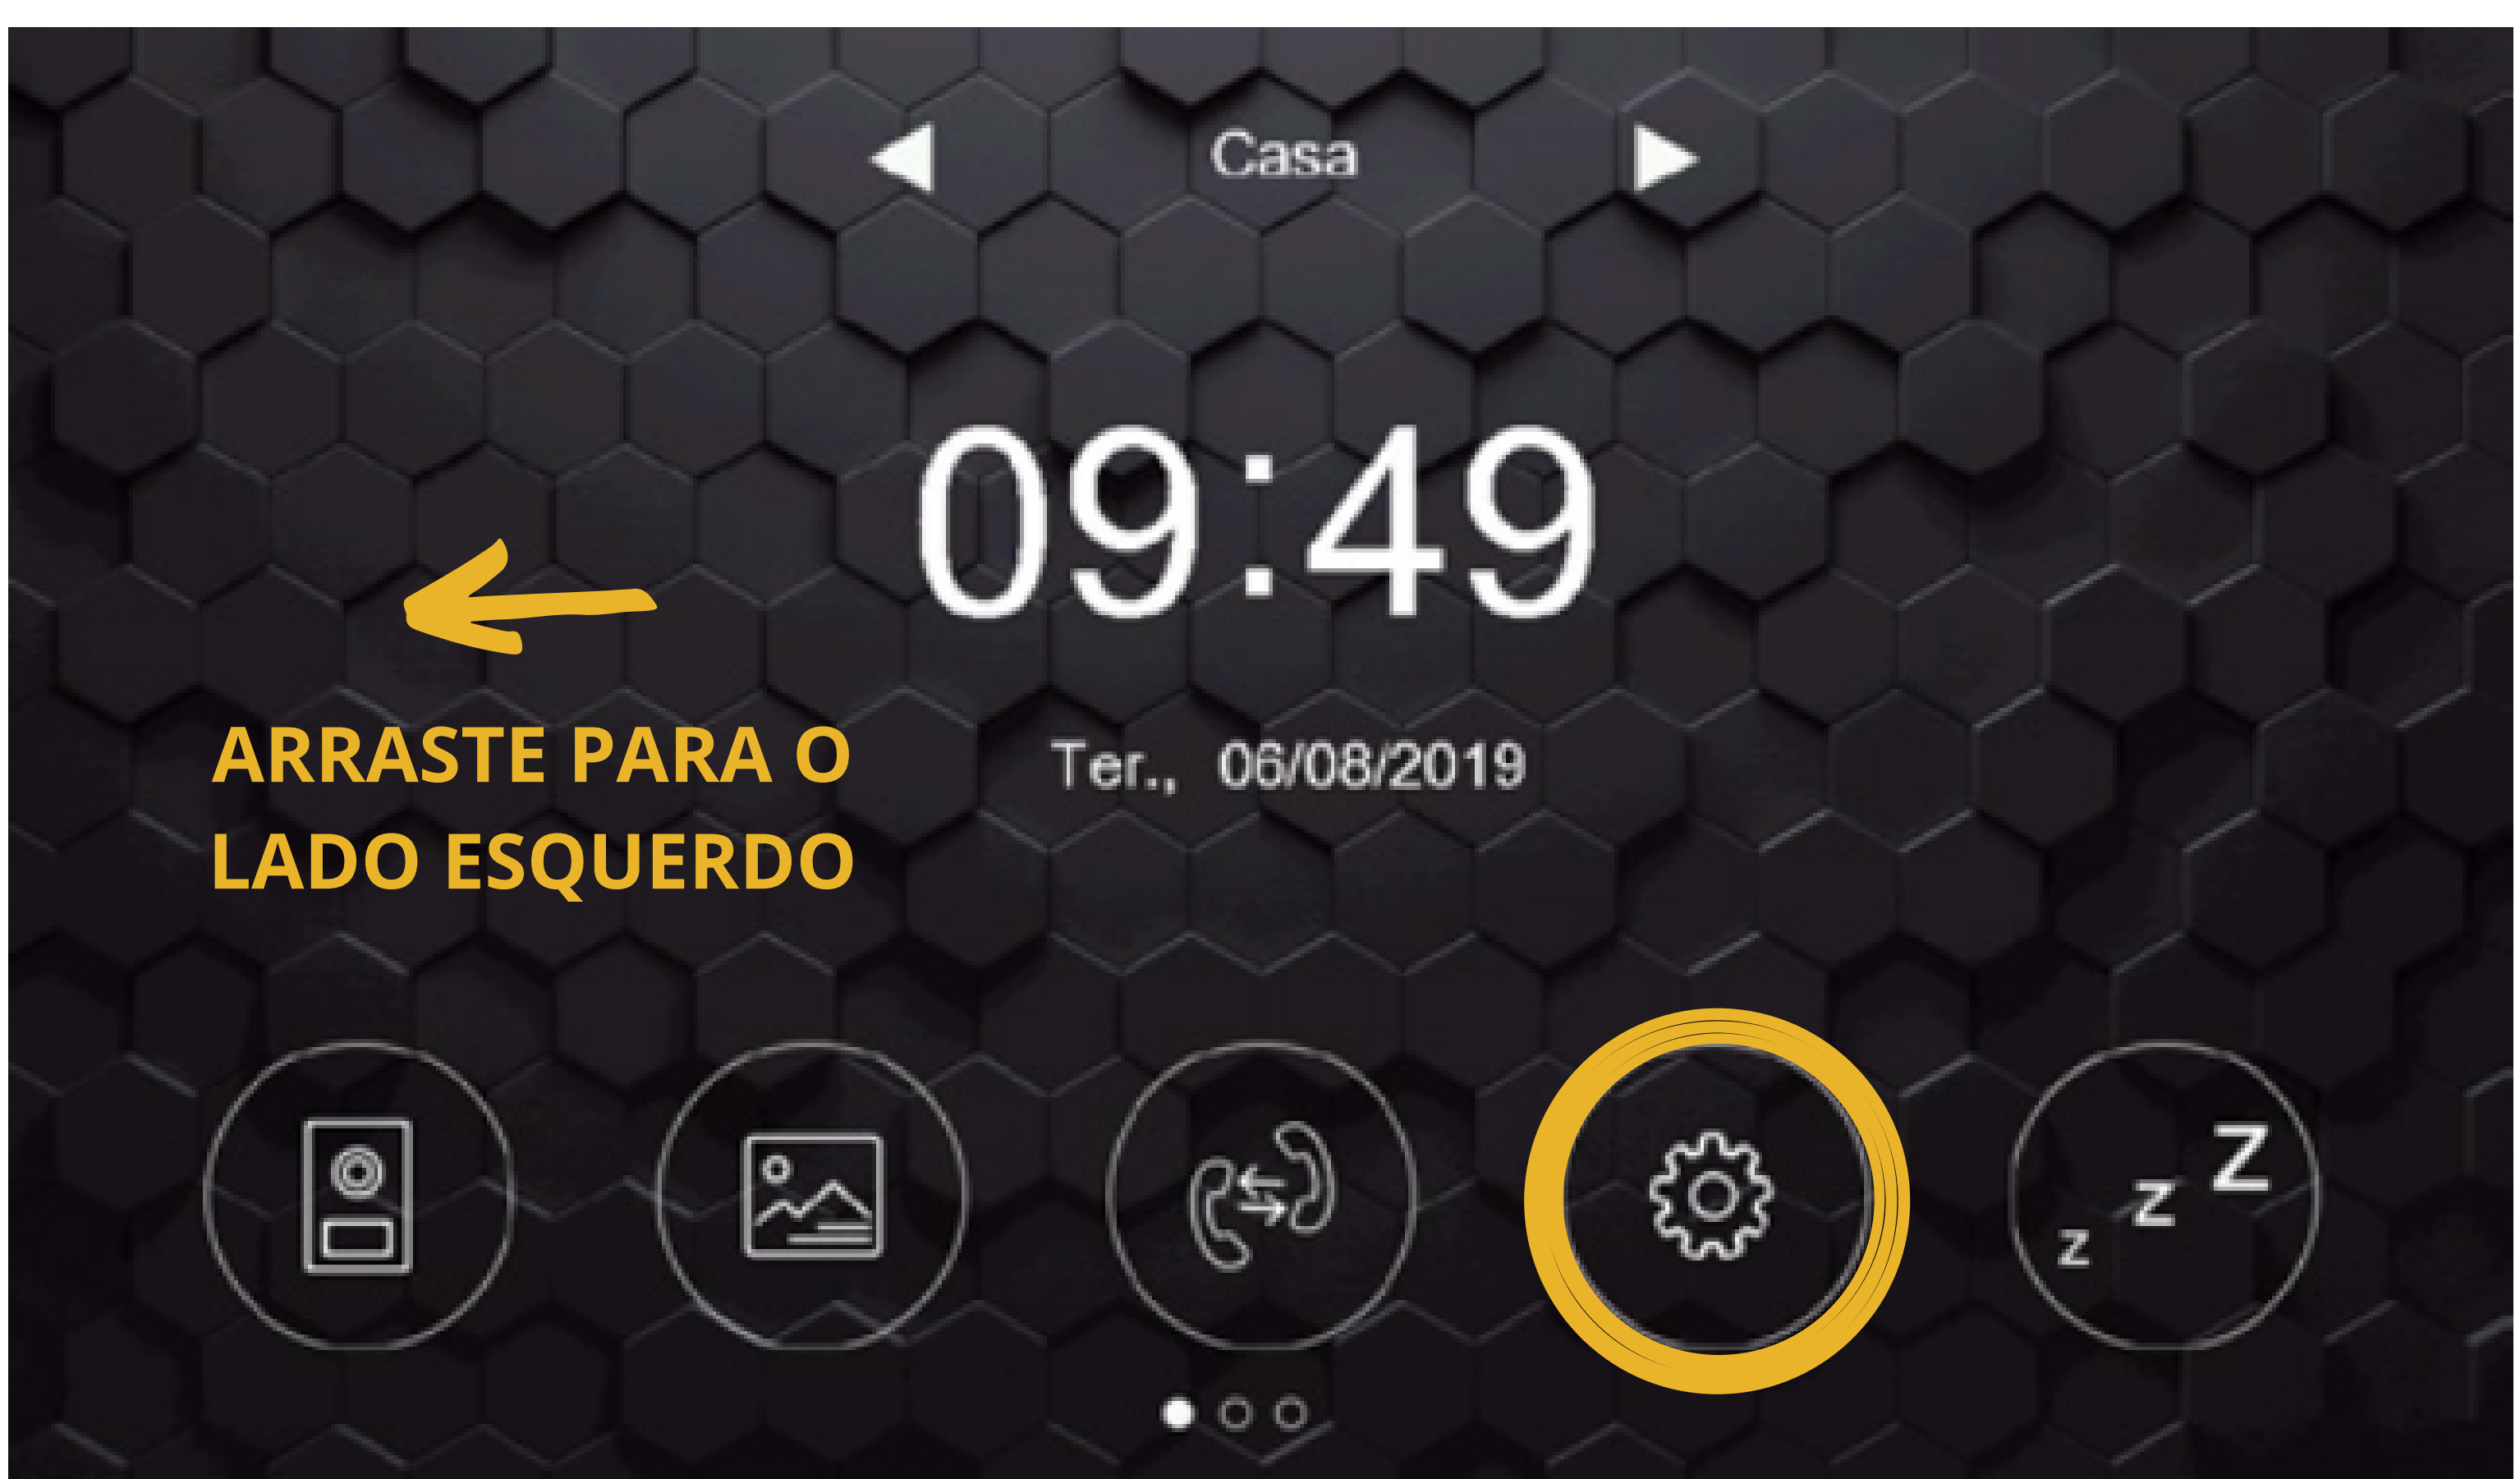 Casa
09:49
ARRASTE PARA O
LADO ESQUERDO
Ter., 06/08/2019
z z Z